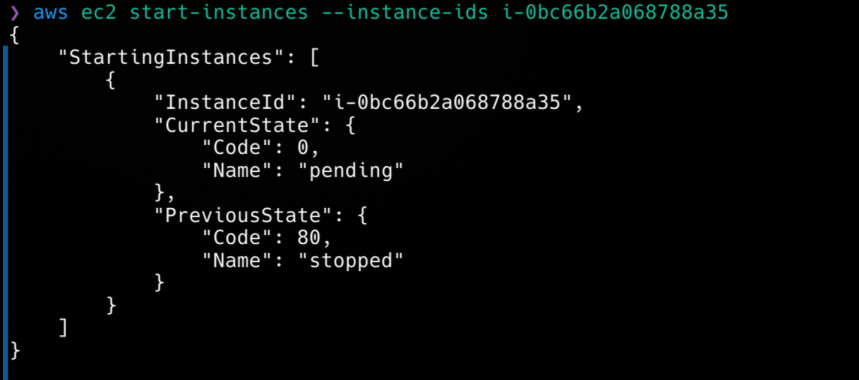 ❯ aws ec2 start-instances --instance-ids i-0bc66b2a068788a35
{
    "StartingInstances": [
        {
            "InstanceId": "i-0bc66b2a068788a35",
            "CurrentState": {
                "Code": 0,
                "Name": "pending"
            },
            "PreviousState": {
                "Code": 80,
                "Name": "stopped"
            }
        }
    ]
}